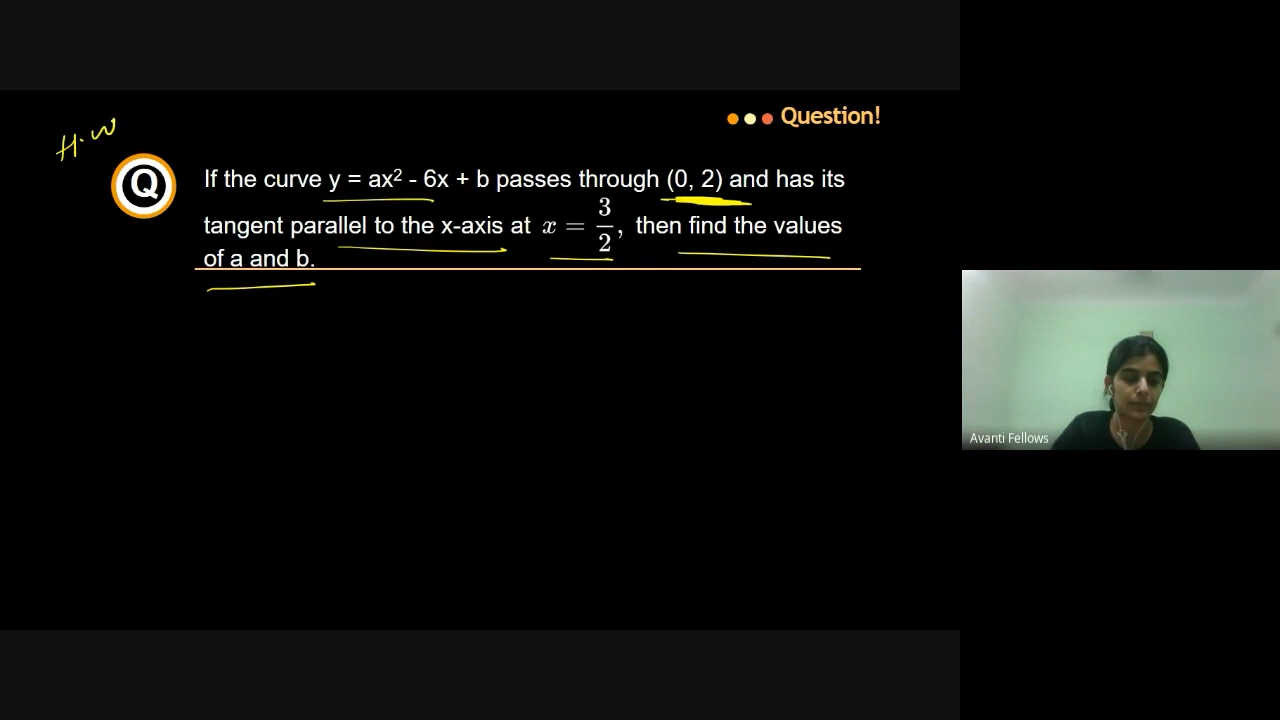 Question!
H.W
Q
If the curve y = ax² - 6x + b passes through (0, 2) and has its
tangent parallel to the x-axis at x = 3/2, then find the values
of a and b.
Avanti Fellows